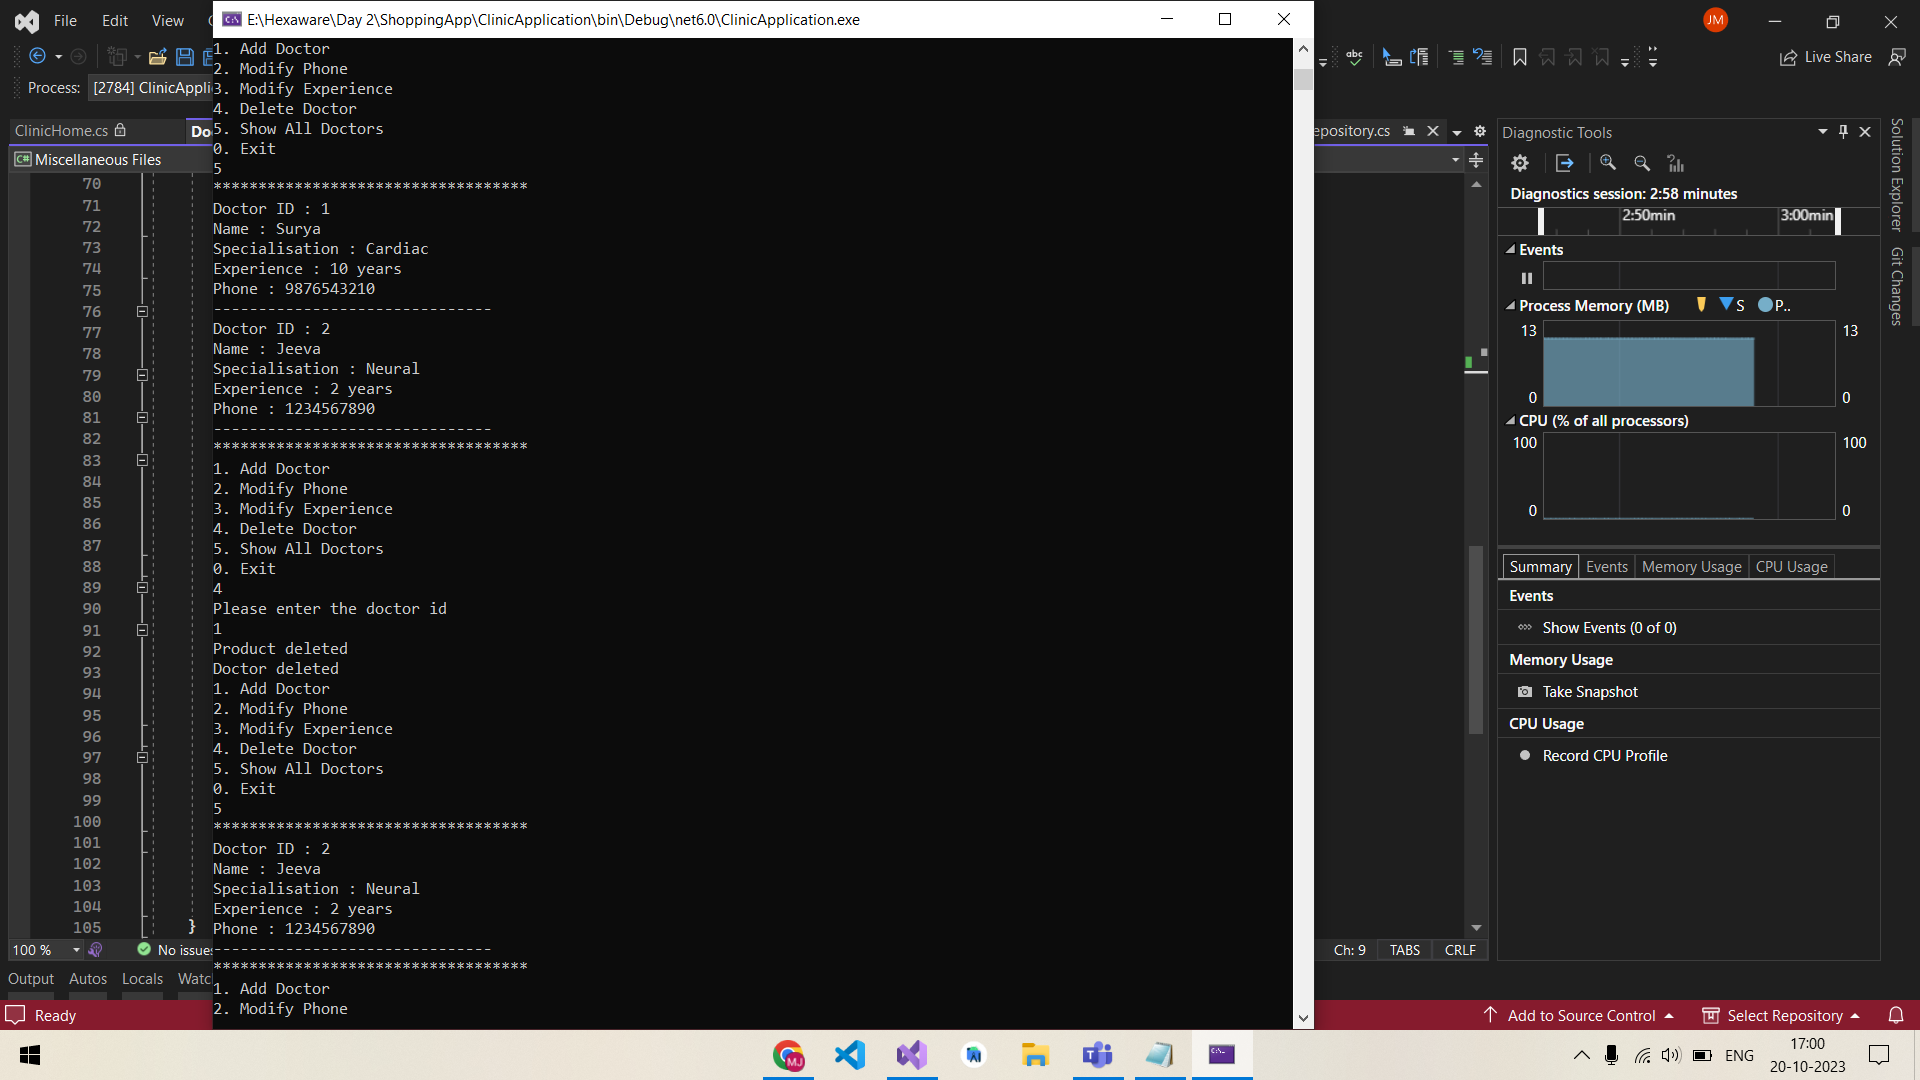 E:\Hexaware\Day 2\ShoppingApp\ClinicApplication\bin\Debug\net6.0\ClinicApplication.exe
File Edit View
JM
Live Share
Process: [2784] ClinicAppli
ClinicHome.cs
Do
epository.cs
Miscellaneous Files
70
71
72
73
74
75
76
77
78
79
80
81
82
83
84
85
86
87
88
89
90
91
92
93
94
95
96
97
98
99
100
101
102
103
104
105 }
1. Add Doctor
2. Modify Phone
3. Modify Experience
4. Delete Doctor
5. Show All Doctors
0. Exit
5
***********************************
Doctor ID : 1
Name : Surya
Specialisation : Cardiac
Experience : 10 years
Phone : 9876543210
-------------------------------
Doctor ID : 2
Name : Jeeva
Specialisation : Neural
Experience : 2 years
Phone : 1234567890
-------------------------------
***********************************
1. Add Doctor
2. Modify Phone
3. Modify Experience
4. Delete Doctor
5. Show All Doctors
0. Exit
4
Please enter the doctor id
1
Product deleted
Doctor deleted
1. Add Doctor
2. Modify Phone
3. Modify Experience
4. Delete Doctor
5. Show All Doctors
0. Exit
5
***********************************
Doctor ID : 2
Name : Jeeva
Specialisation : Neural
Experience : 2 years
Phone : 1234567890
-------------------------------
***********************************
1. Add Doctor
2. Modify Phone
Diagnostic Tools
Diagnostics session: 2:58 minutes
2:50min 3:00min
Events
Process Memory (MB) S P..
13 13
0 0
CPU (% of all processors)
100 100
0 0
Summary Events Memory Usage CPU Usage
Events
Show Events (0 of 0)
Memory Usage
Take Snapshot
CPU Usage
Record CPU Profile
Solution Explorer
Git Changes
100 % No issues
Ch: 9 TABS CRLF
Output Autos Locals Watc
Ready
Add to Source Control Select Repository
MJ
ENG
17:00
20-10-2023